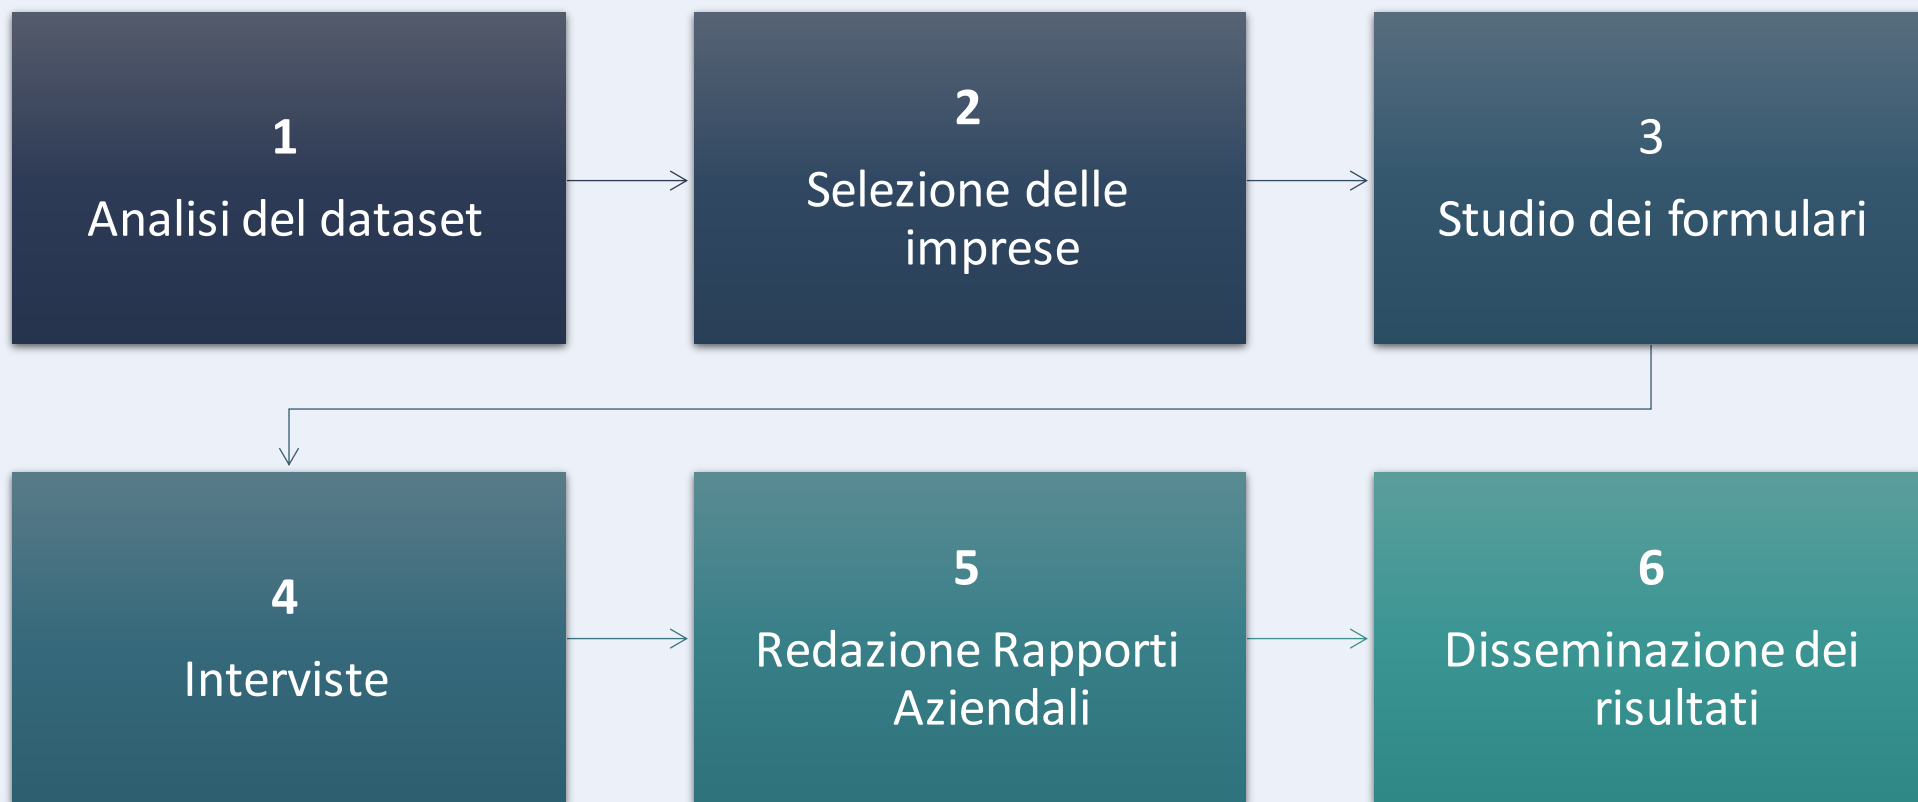 1
Analisi del dataset
2
Selezione delle
imprese
3
Studio dei formulari
4
Interviste
5
Redazione Rapporti
Aziendali
6
Disseminazione dei
risultati